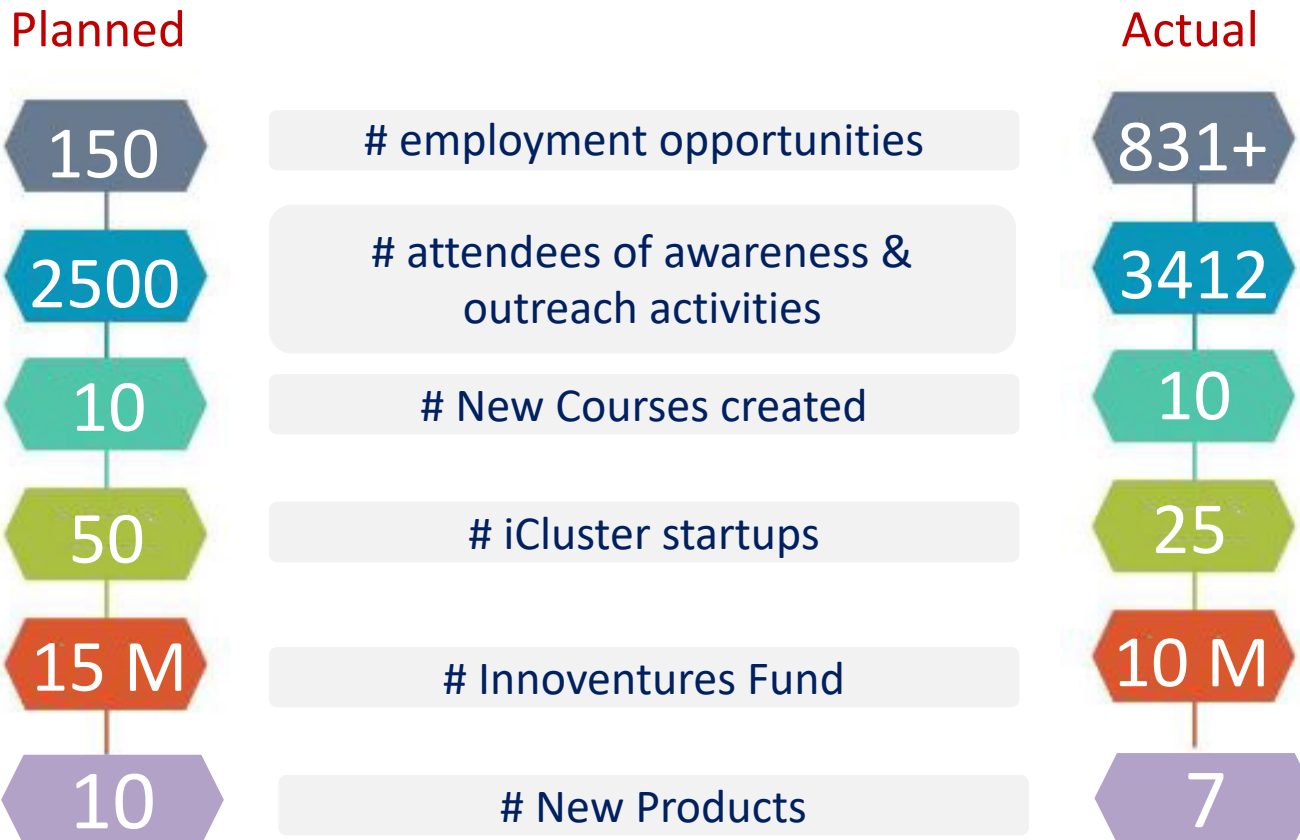 Planned Actual
150 # employment opportunities 831+
2500 # attendees of awareness & 3412
outreach activities
10 # New Courses created 10
50 # iCluster startups 25
15 M # Innoventures Fund 10 M
10 # New Products 7